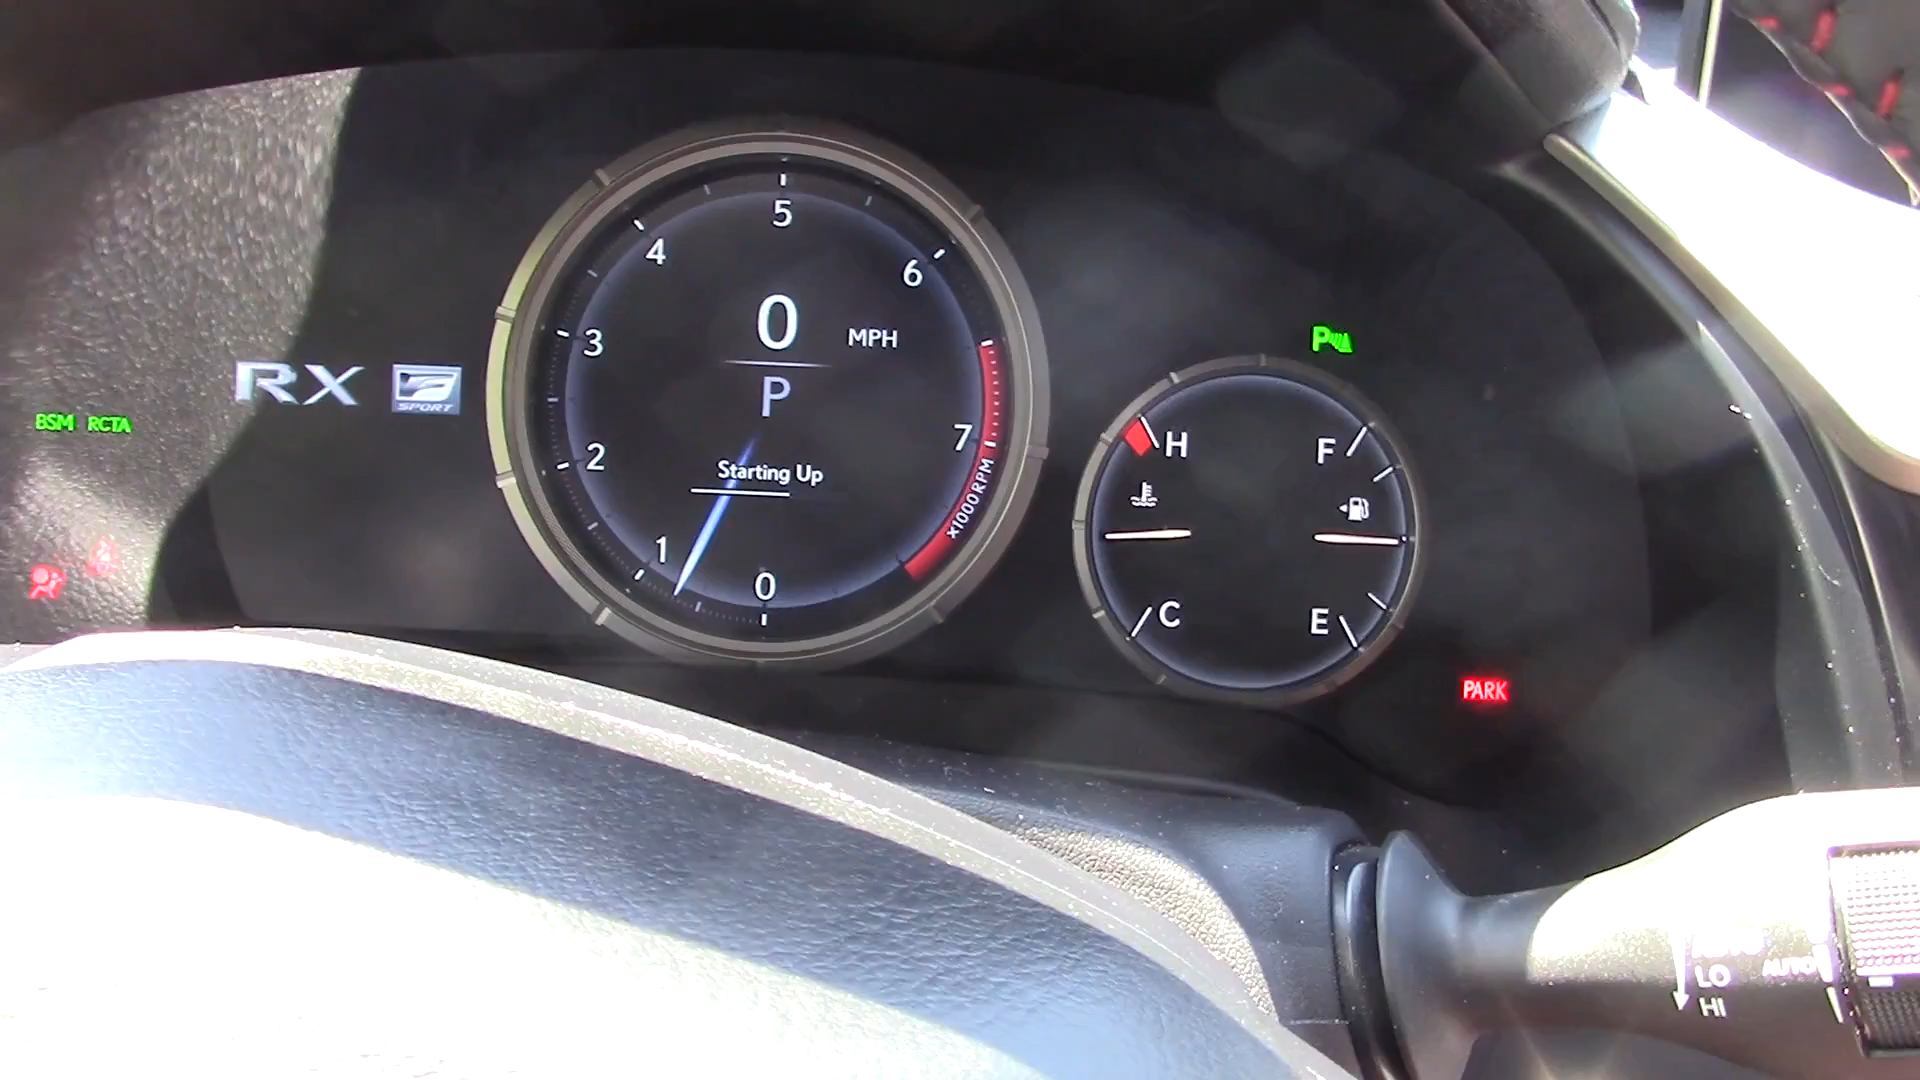 5
4
6
0
MPH
3
RX
F SPORT
P
BSM RCTA
7
H
F
2
Starting Up
x1000RPM
1
0
C
E
P
PARK
AUTO
LO
AUTO
HI